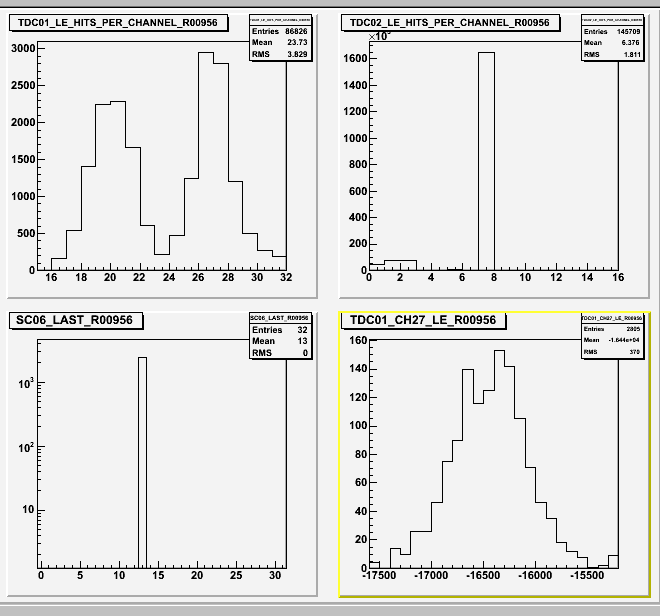 TDC01_LE_HITS_PER_CHANNEL_R00956
Entries 86826
Mean 23.73
RMS 3.829
3000
2500
2000
1500
1000
500
0
16 18 20 22 24 26 28 30 32
TDC02_LE_HITS_PER_CHANNEL_R00956
Entries 145709
Mean 6.376
RMS 1.811
1600
1400
1200
1000
800
600
400
200
0
0 2 4 6 8 10 12 14 16
SC06_LAST_R00956
SC06_LAST_R00956
Entries 32
Mean 13
RMS 0
10³
10²
10
0 5 10 15 20 25 30
TDC01_CH27_LE_R00956
TDC01_CH27_LE_R00956
Entries 2805
Mean -1.644e+04
RMS 370
160
140
120
100
80
60
40
20
0
-17500 -17000 -16500 -16000 -15500